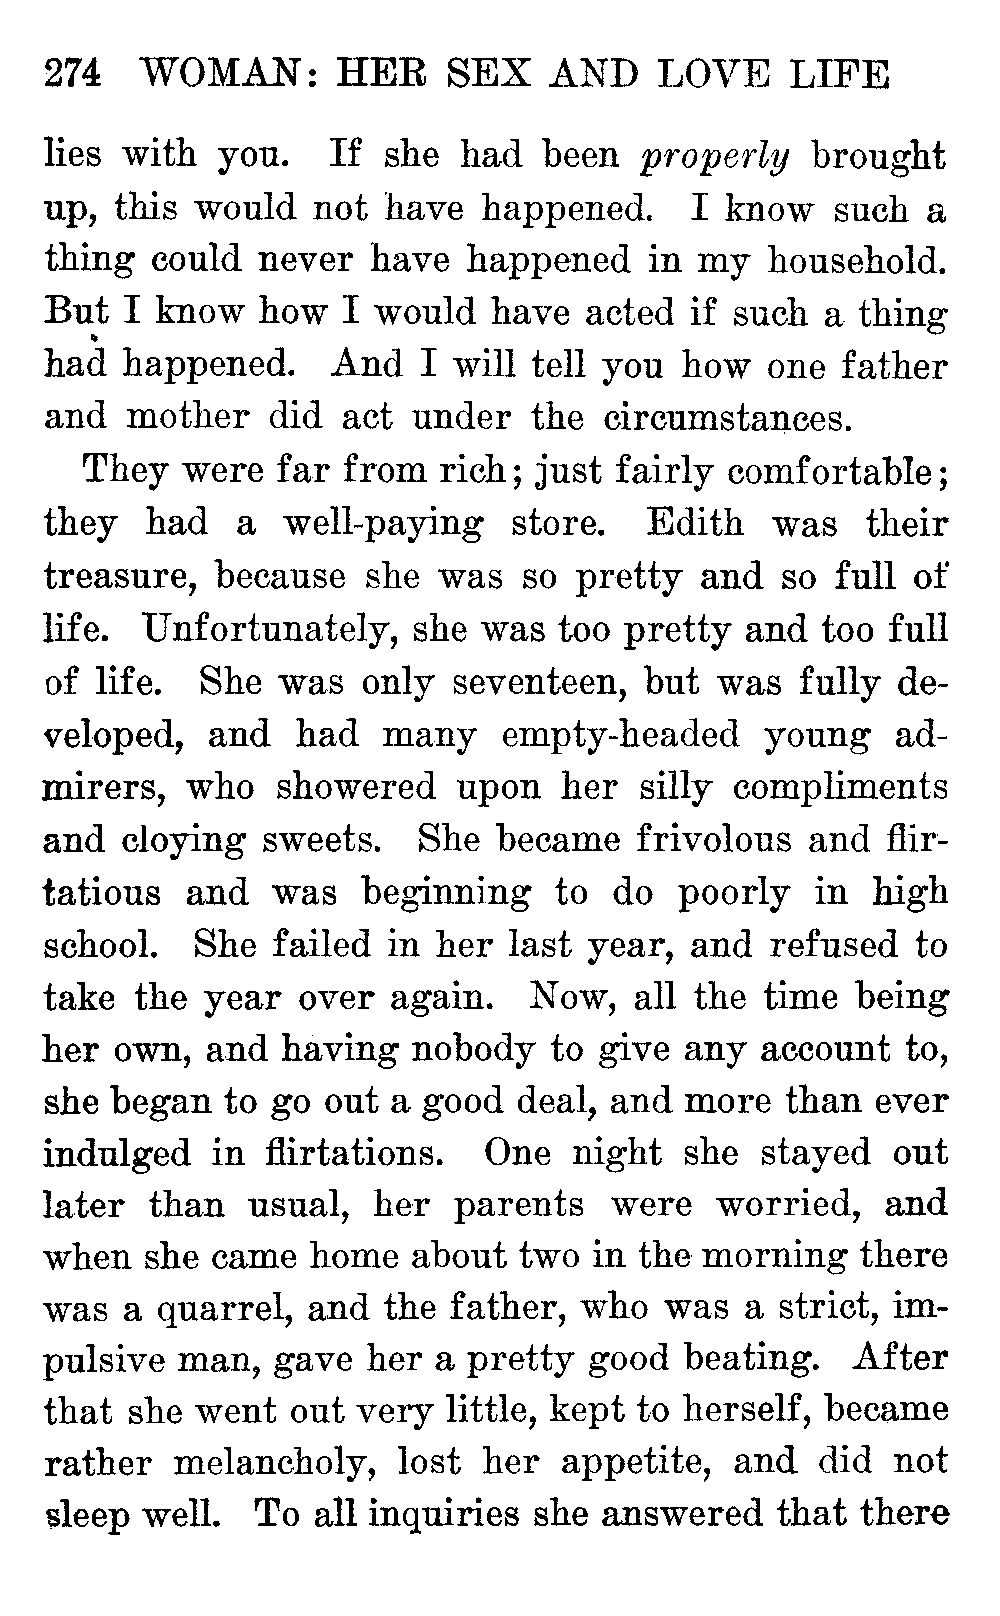 274 WOMAN: HER SEX AND LOVE LIFE
lies with you. If she had been properly brought
up, this would not have happened. I know such a
thing could never have happened in my household.
But I know how I would have acted if such a thing
had happened. And I will tell you how one father
and mother did act under the circumstances.
They were far from rich; just fairly comfortable;
they had a well-paying store. Edith was their
treasure, because she was so pretty and so full of
life. Unfortunately, she was too pretty and too full
of life. She was only seventeen, but was fully de-
veloped, and had many empty-headed young ad-
mirers, who showered upon her silly compliments
and cloying sweets. She became frivolous and flir-
tatious and was beginning to do poorly in high
school. She failed in her last year, and refused to
take the year over again. Now, all the time being
her own, and having nobody to give any account to,
she began to go out a good deal, and more than ever
indulged in flirtations. One night she stayed out
later than usual, her parents were worried, and
when she came home about two in the morning there
was a quarrel, and the father, who was a strict, im-
pulsive man, gave her a pretty good beating. After
that she went out very little, kept to herself, became
rather melancholy, lost her appetite, and did not
sleep well. To all inquiries she answered that there